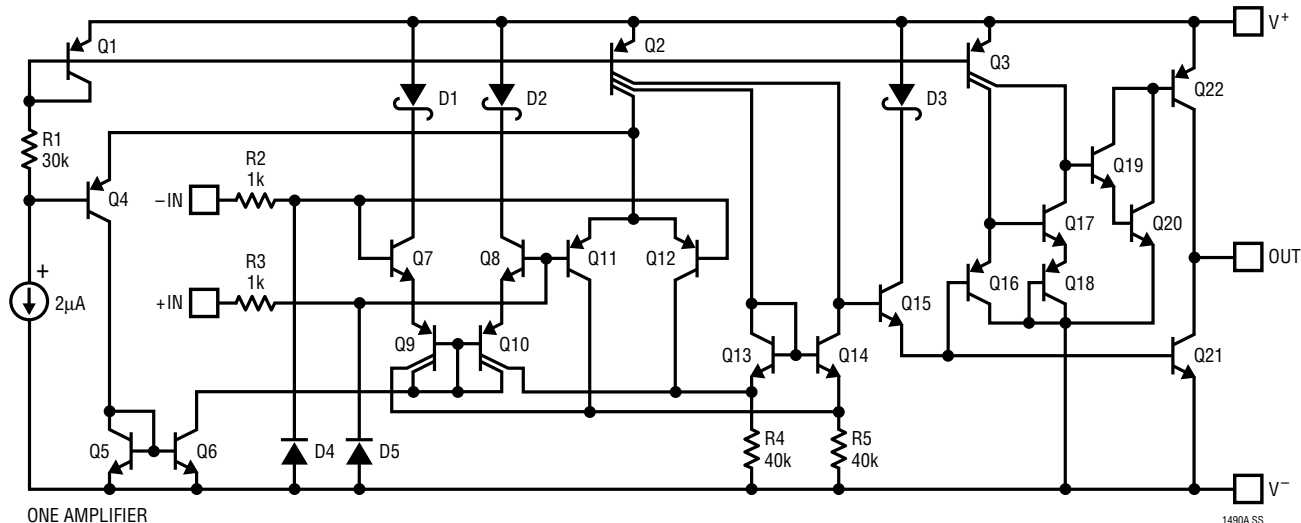 V+
Q1
Q2
Q3
Q22
D1
D2
D3
R1
30k
R2
1k
Q19
Q4
–IN
Q17
Q20
Q7
Q8
Q11
Q12
OUT
R3
1k
+IN
+
2µA
Q15
Q16
Q18
Q9
Q10
Q13
Q14
Q21
Q5
Q6
D4
D5
R4
40k
R5
40k
V–
ONE AMPLIFIER
1490A SS